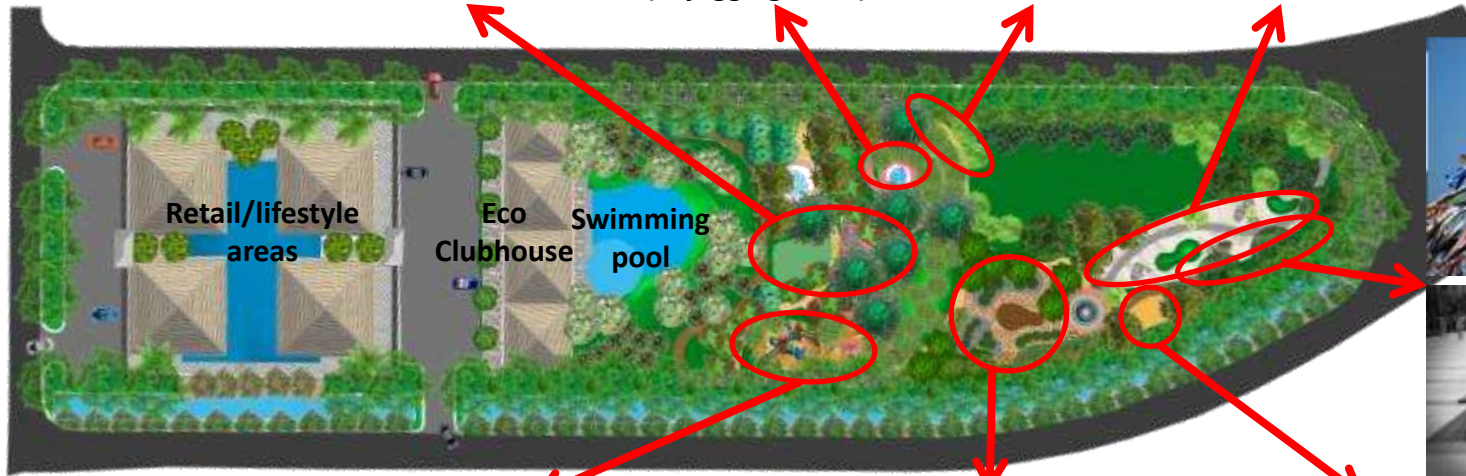 Retail/lifestyle
areas
Eco
Clubhouse
Swimming
pool